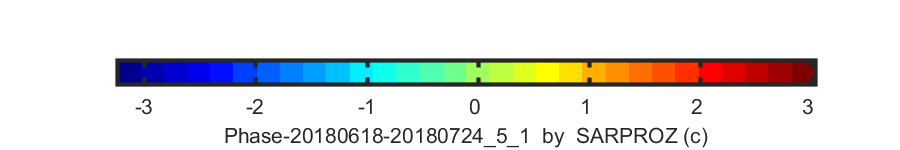 -3 -2 -1 0 1 2 3
Phase-20180618-20180724_5_1 by SARPROZ (c)